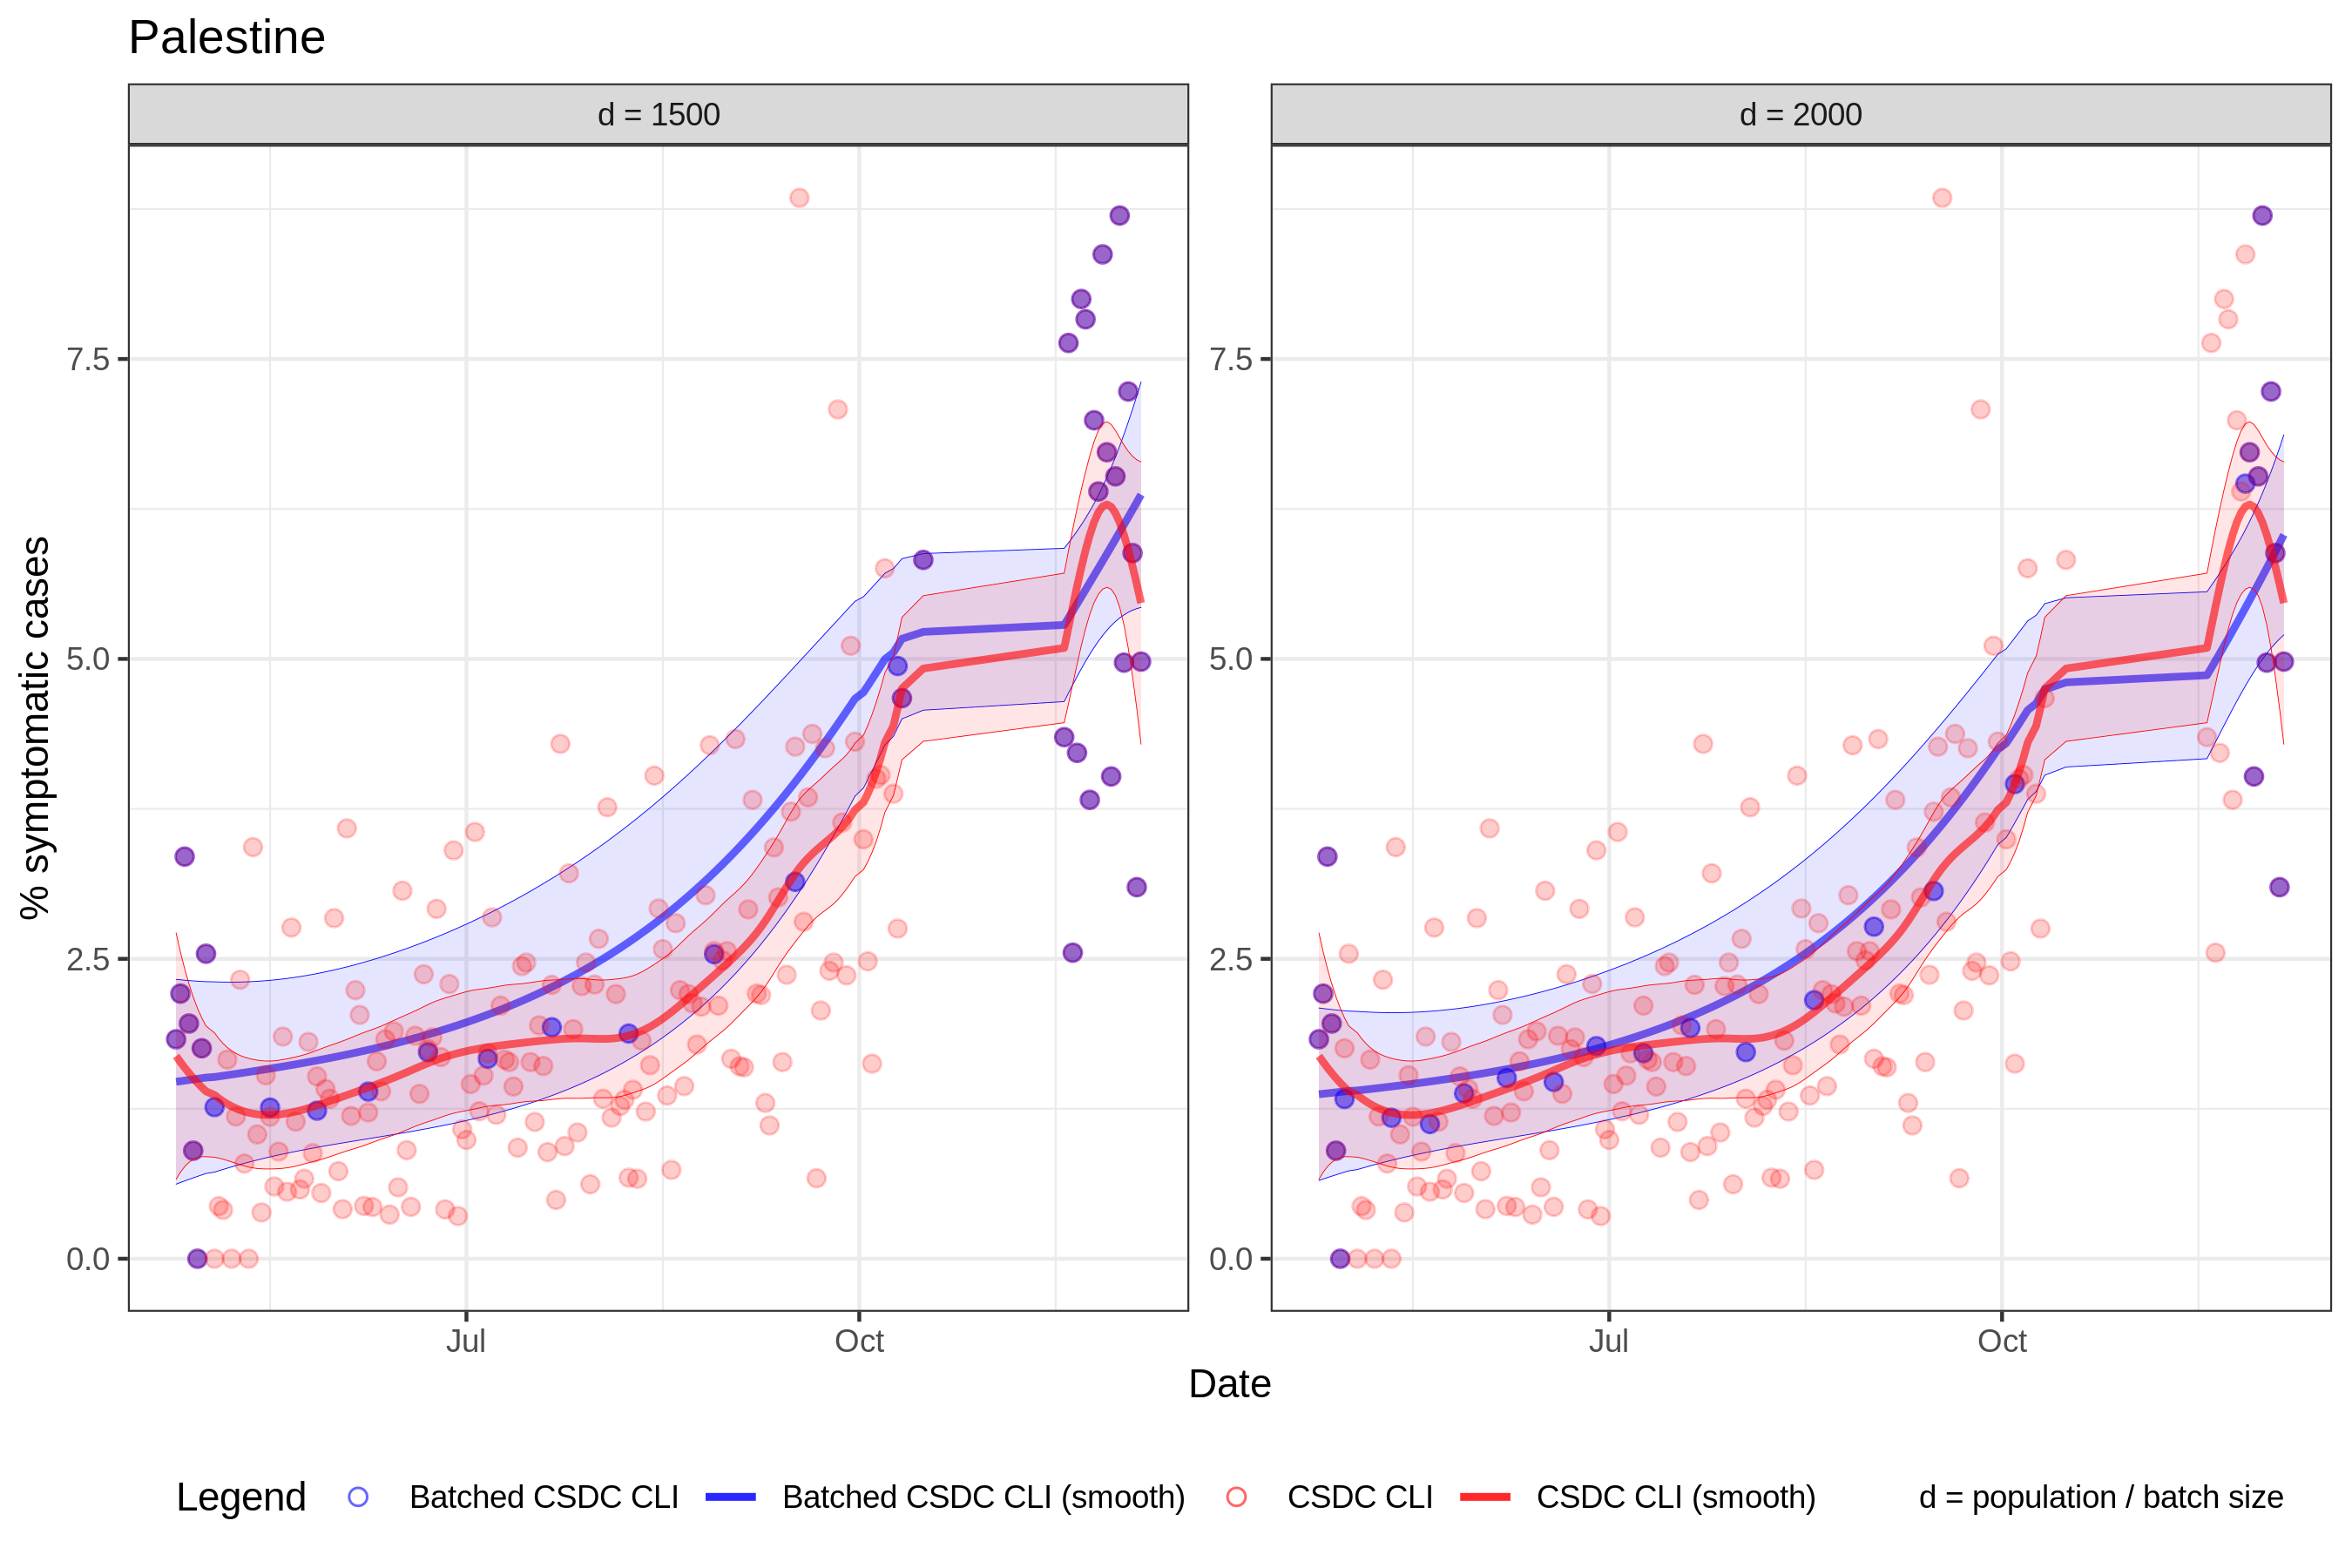 Palestine
d = 1500
d = 2000
% symptomatic cases
7.5
5.0
2.5
0.0
7.5
5.0
2.5
0.0
Jul
Oct
Jul
Oct
Date
Legend
Batched CSDC CLI
Batched CSDC CLI (smooth)
CSDC CLI
CSDC CLI (smooth)
d = population / batch size